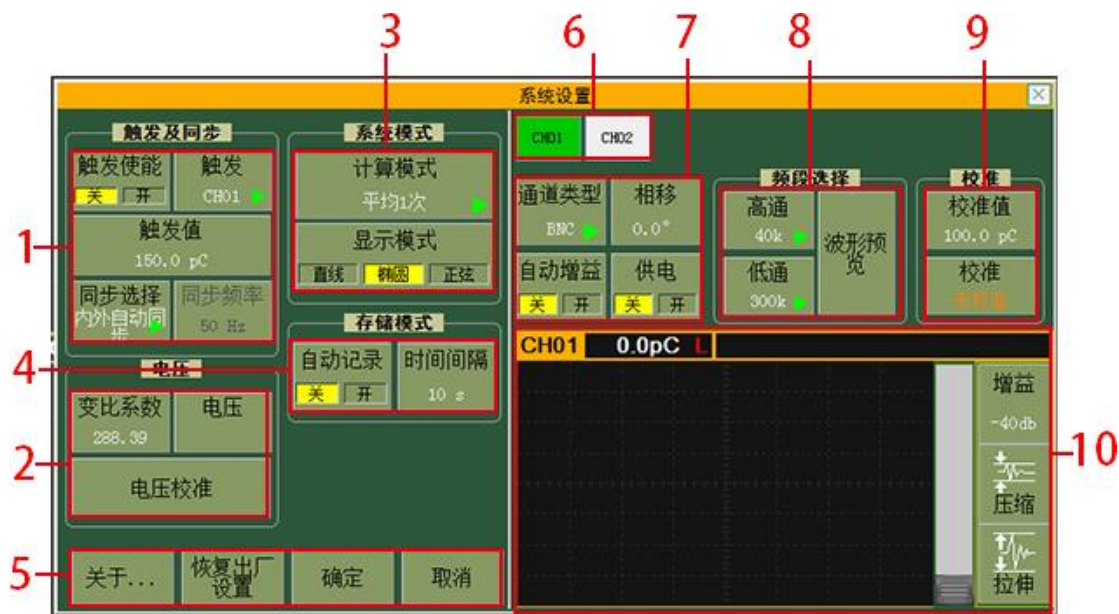 3
6
7
8
9
系统设置
触发及同步
触发使能
关 开
触发
CH01
触发值
150.0 pC
同步选择
内外自动同
步
同步频率
50 Hz
1
电压
变比系数
288.39
电压
电压校准
2
系统模式
计算模式
平均1次
显示模式
直线 椭圆 正弦
存储模式
自动记录
关 开
时间间隔
10 s
4
关于...
恢复出厂
设置
确定
取消
5
CH01
CH02
通道类型
BNC
相移
0.0°
自动增益
关 开
供电
关 开
频段选择
高通
40k
低通
300k
波形预
览
校准
校准值
100.0 pC
校准
CH01 0.0pC L
增益
-40db
压缩
拉伸
10